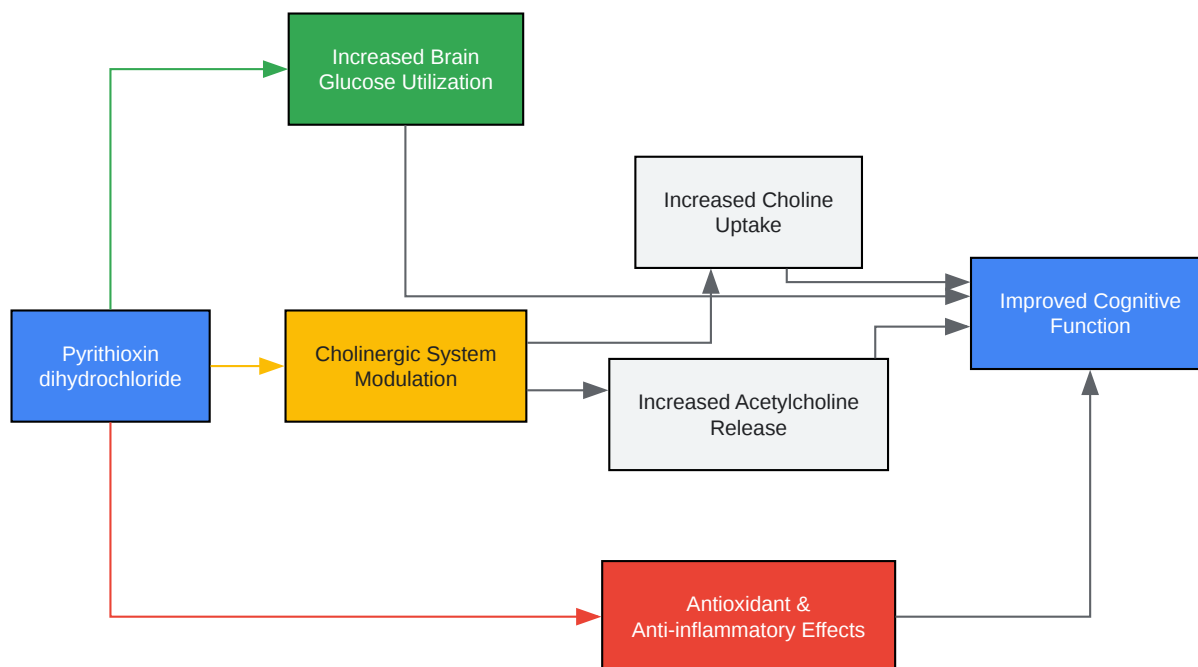 Increased Brain
Glucose Utilization
Increased Choline
Uptake
Improved Cognitive
Function
Pyrithioxin
dihydrochloride
Cholinergic System
Modulation
Increased Acetylcholine
Release
Antioxidant &
Anti-inflammatory Effects